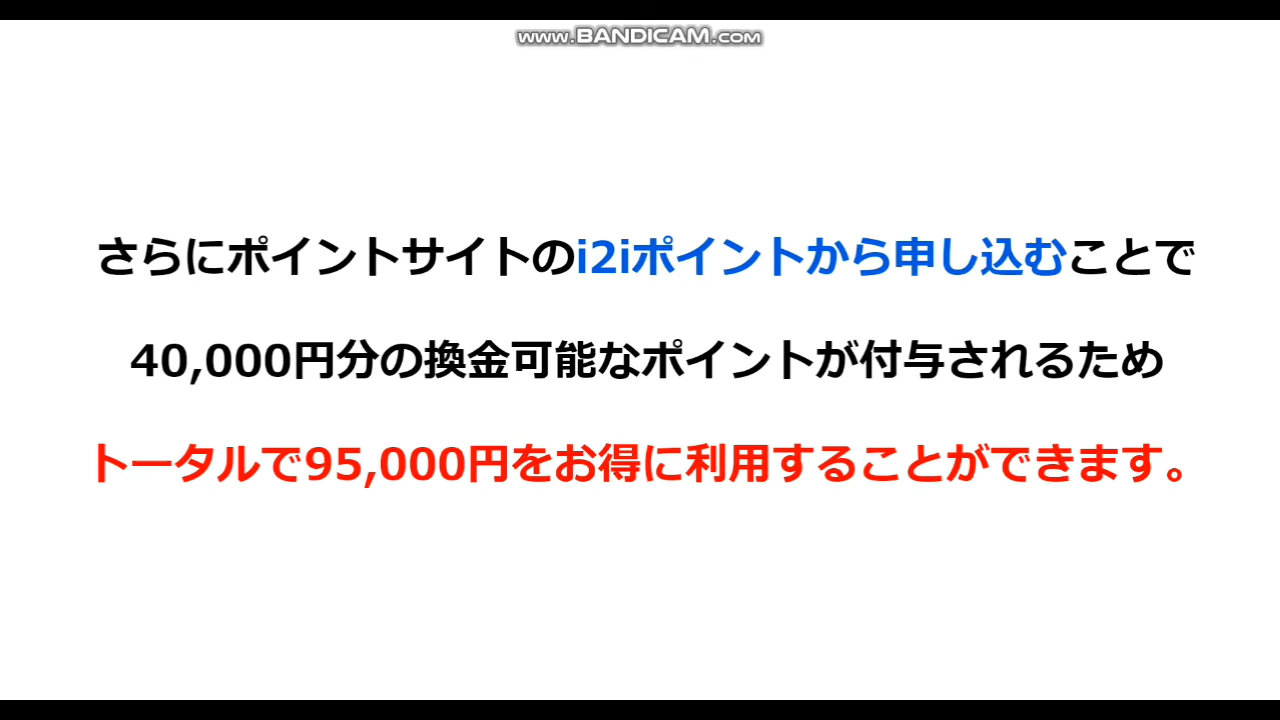 www.BANDICAM.com
さらにポイントサイトのi2iポイントから申し込むことで
40,000円分の換金可能なポイントが付与されるため
トータルで95,000円をお得に利用することができます。